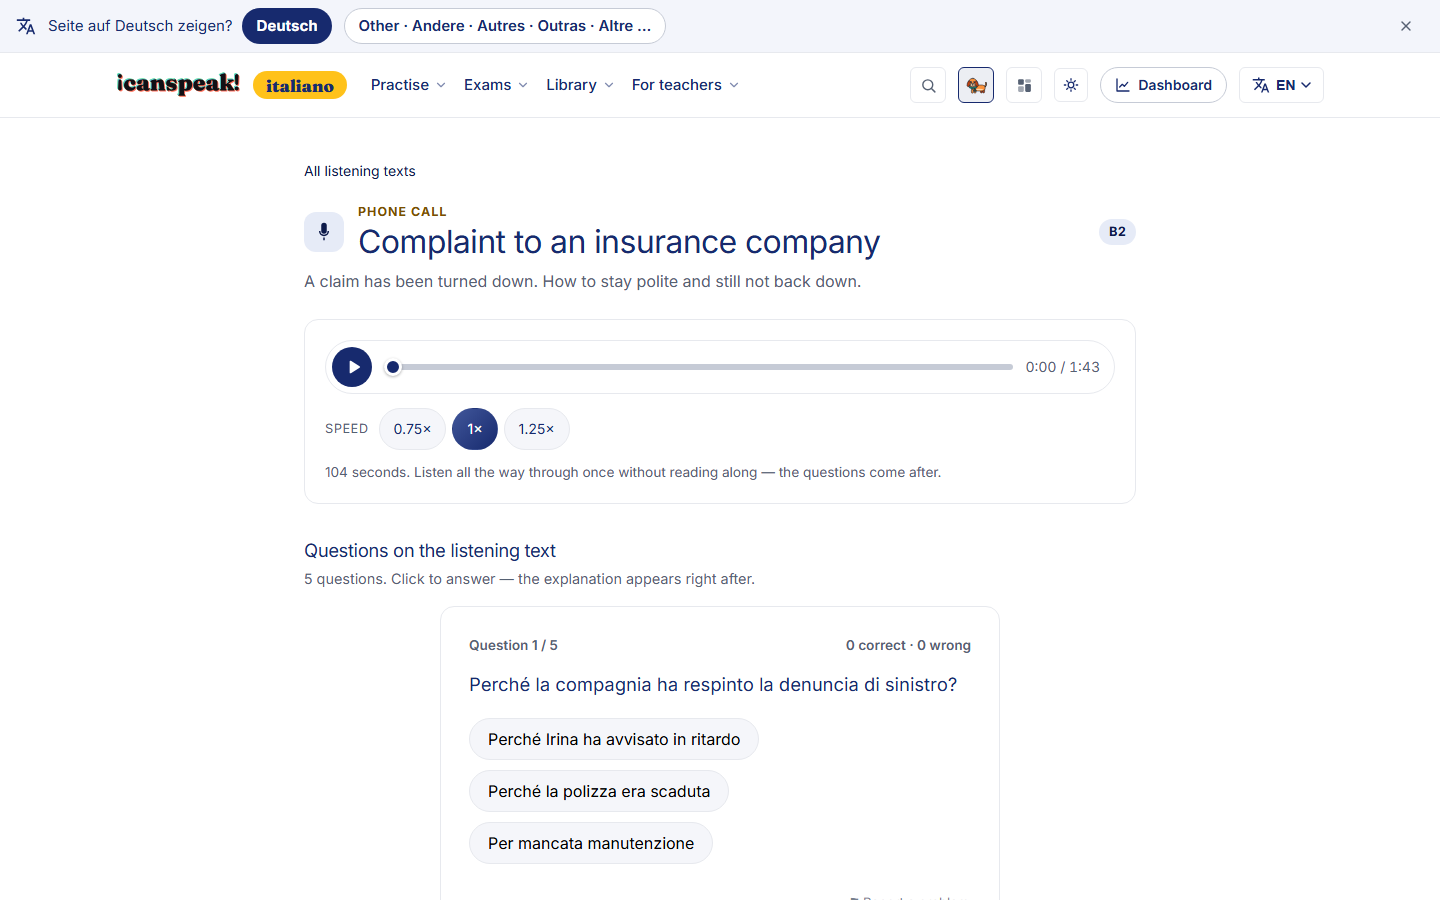 Seite auf Deutsch zeigen? Deutsch Other · Andere · Autres · Outras · Altre ...
icanspeak! italiano Practise Exams Library For teachers Dashboard EN
All listening texts
PHONE CALL
Complaint to an insurance company B2
A claim has been turned down. How to stay polite and still not back down.
0:00 / 1:43
SPEED 0.75× 1× 1.25×
104 seconds. Listen all the way through once without reading along — the questions come after.
Questions on the listening text
5 questions. Click to answer — the explanation appears right after.
Question 1 / 5 0 correct · 0 wrong
Perché la compagnia ha respinto la denuncia di sinistro?
Perché Irina ha avvisato in ritardo
Perché la polizza era scaduta
Per mancata manutenzione